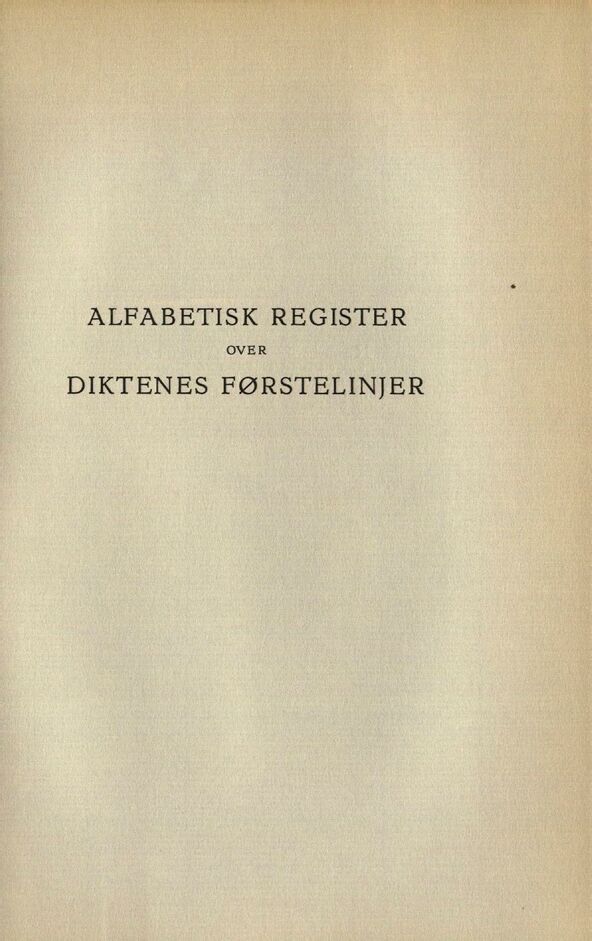 ALFABETISK REGISTER
OVER
DIKTENES FØRSTELINJER